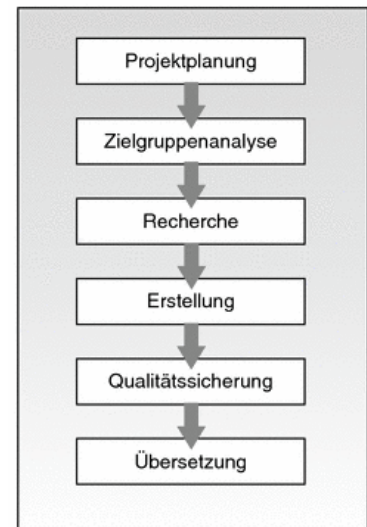 Projektplanung
Zielgruppenanalyse
Recherche
Erstellung
Qualitätssicherung
Übersetzung